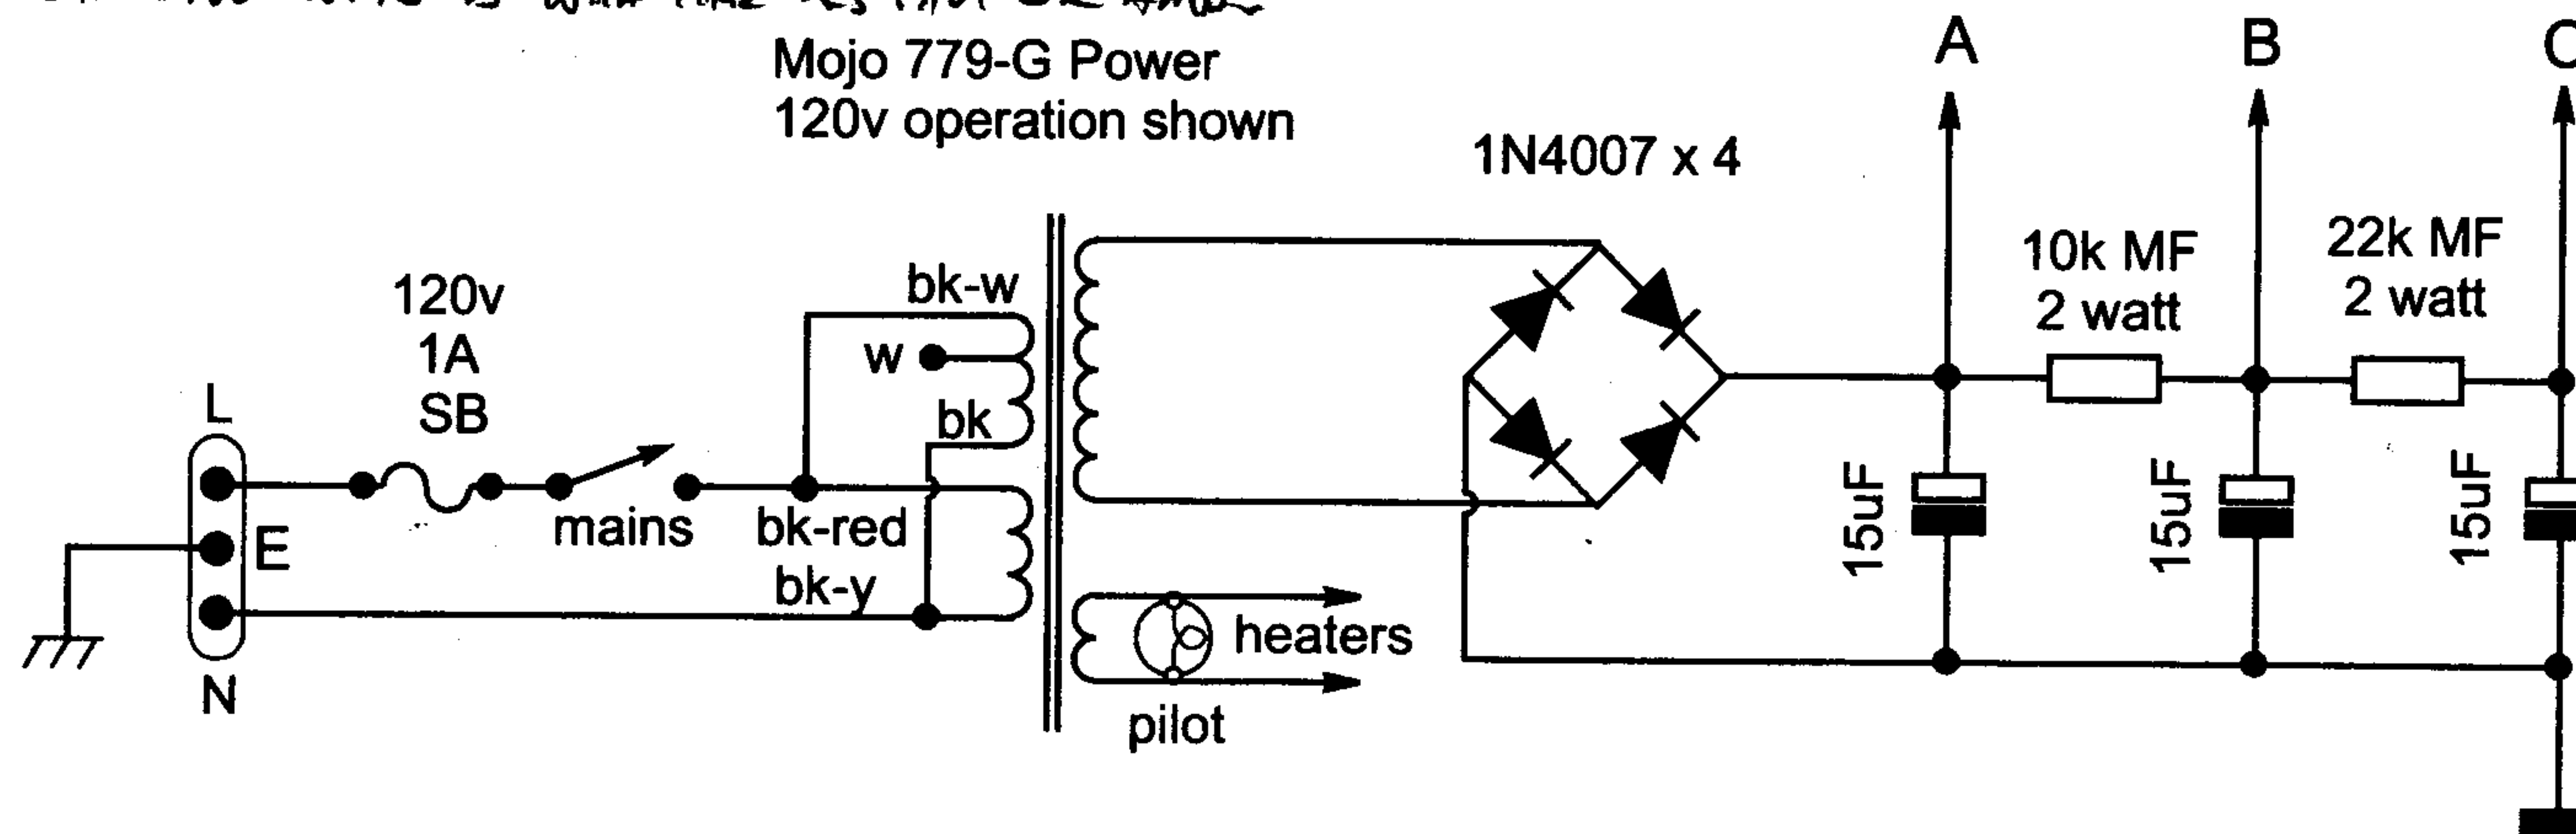 Mojo 779-G Power
120v operation shown
A
B
C
1N4007 x 4
10k MF
2 watt
22k MF
2 watt
120v
1A
SB
bk-w
w
bk
L
E
N
mains
bk-red
bk-y
heaters
pilot
15uF
15uF
15uF